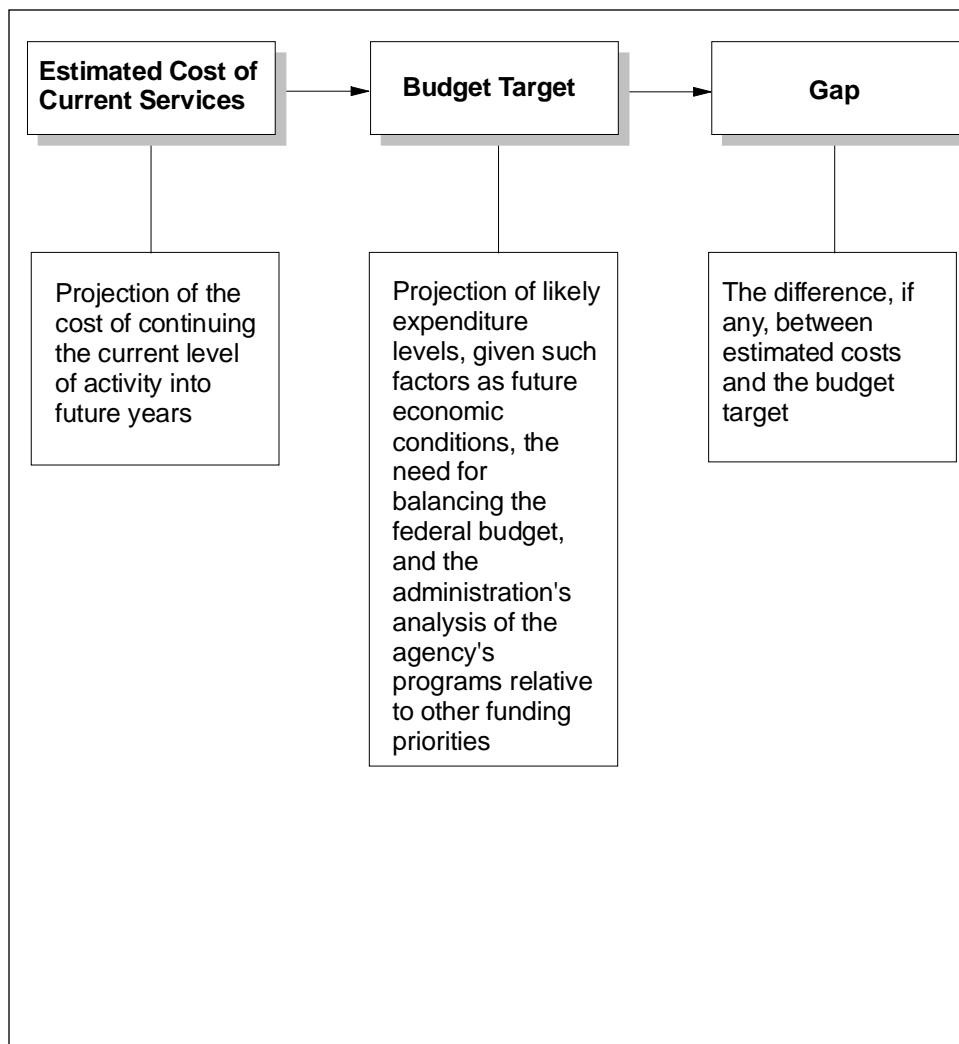 Estimated Cost of
Current Services
Budget Target
Gap
Projection of the
cost of continuing
the current level
of activity into
future years
Projection of likely
expenditure
levels, given such
factors as future
economic
conditions, the
need for
balancing the
federal budget,
and the
administration's
analysis of the
agency's
programs relative
to other funding
priorities
The difference, if
any, between
estimated costs
and the budget
target